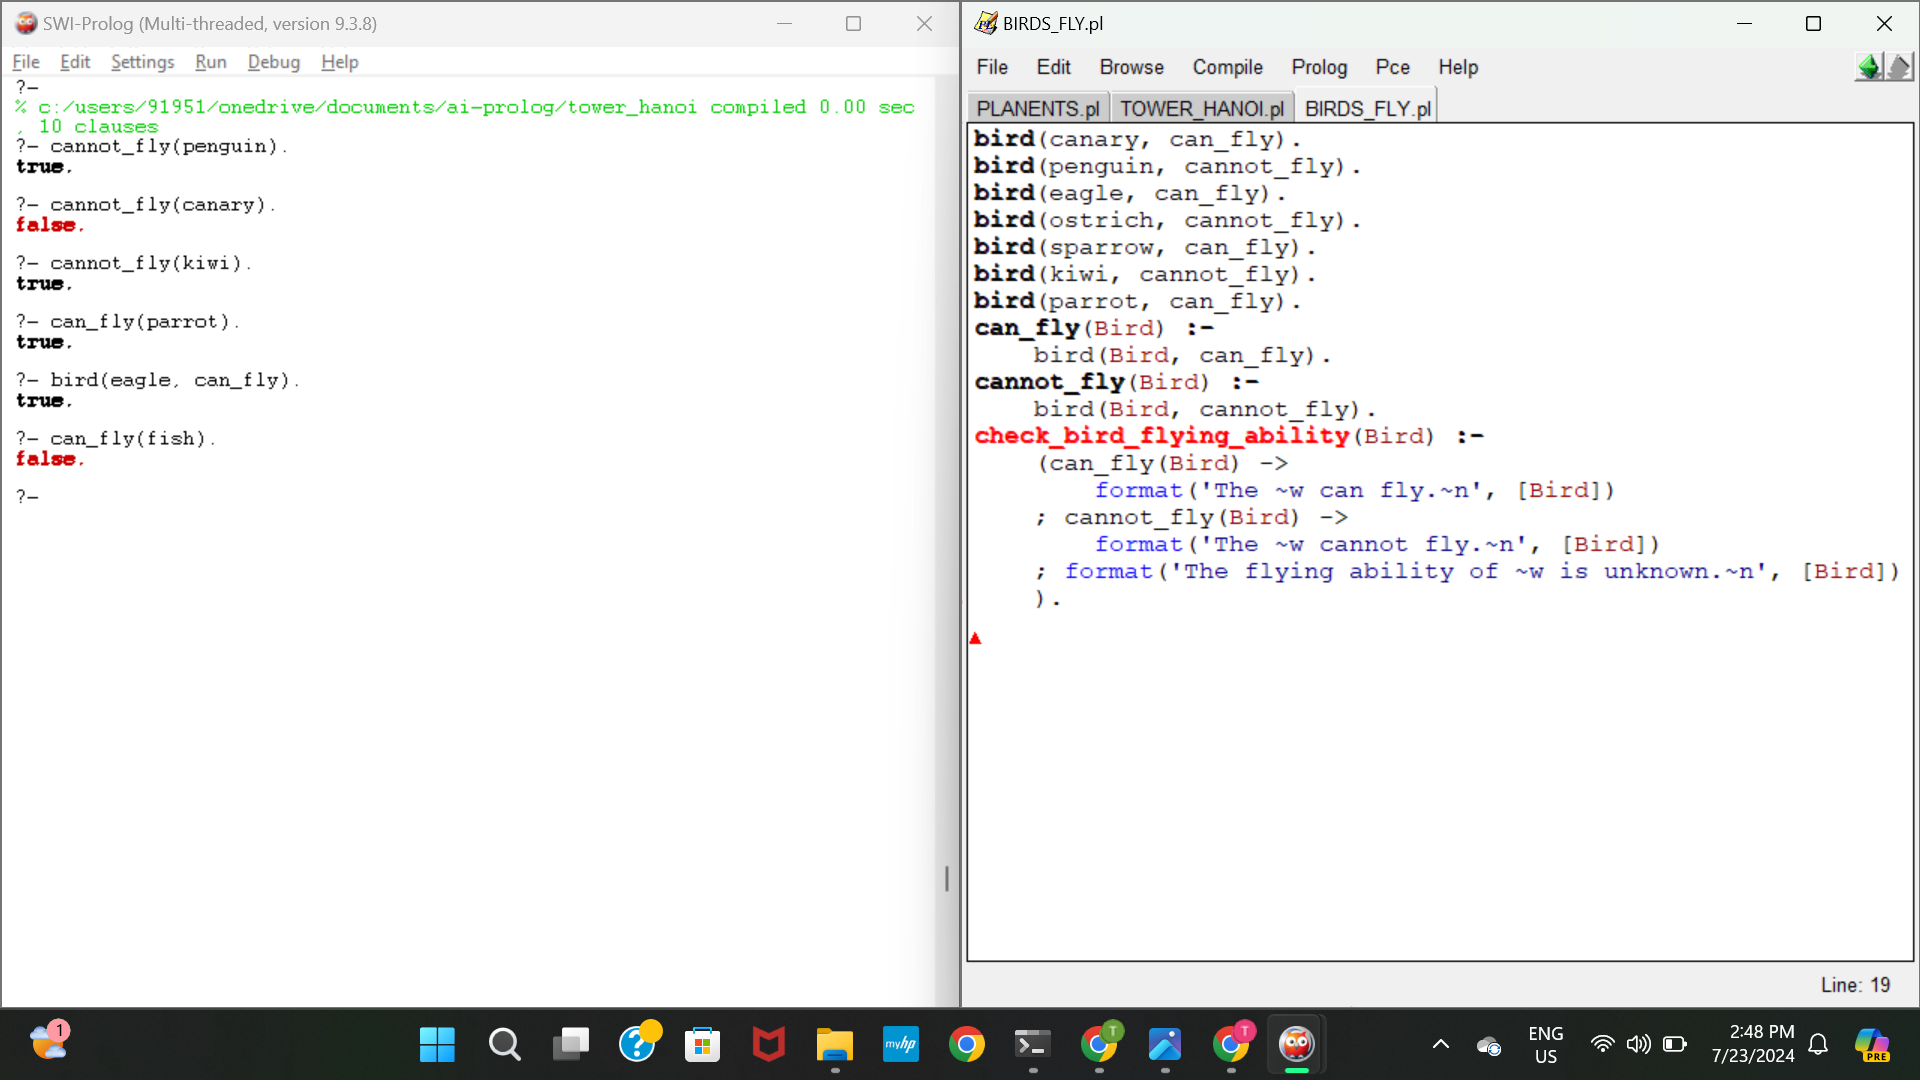 SWI-Prolog (Multi-threaded, version 9.3.8)
File Edit Settings Run Debug Help
?-
% c:/users/91951/onedrive/documents/ai-prolog/tower_hanoi compiled 0.00 sec
, 10 clauses
?- cannot_fly(penguin).
true.
?- cannot_fly(canary).
false.
?- cannot_fly(kiwi).
true.
?- can_fly(parrot).
true.
?- bird(eagle, can_fly).
true.
?- can_fly(fish).
false.
?-
BIRDS_FLY.pl
File Edit Browse Compile Prolog Pce Help
PLANENTS.pl TOWER_HANOI.pl BIRDS_FLY.pl
bird(canary, can_fly).
bird(penguin, cannot_fly).
bird(eagle, can_fly).
bird(ostrich, cannot_fly).
bird(sparrow, can_fly).
bird(kiwi, cannot_fly).
bird(parrot, can_fly).
can_fly(Bird) :-
    bird(Bird, can_fly).
cannot_fly(Bird) :-
    bird(Bird, cannot_fly).
check_bird_flying_ability(Bird) :-
    (can_fly(Bird) ->
        format('The ~w can fly.~n', [Bird])
    ; cannot_fly(Bird) ->
        format('The ~w cannot fly.~n', [Bird])
    ; format('The flying ability of ~w is unknown.~n', [Bird])
    ).
Line: 19
1
?
myhp
T
T
ENG
US
2:48 PM
7/23/2024
PRE